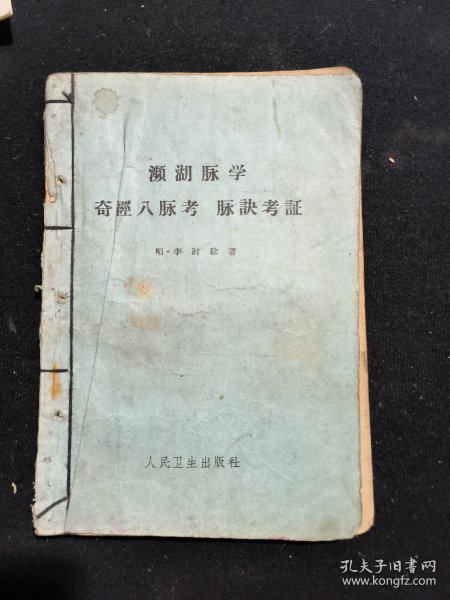 瀕湖脉学
奇經八脉考 脉訣考証
明·李时珍著
人民卫生出版社
孔夫子旧书网
www.kongfz.com